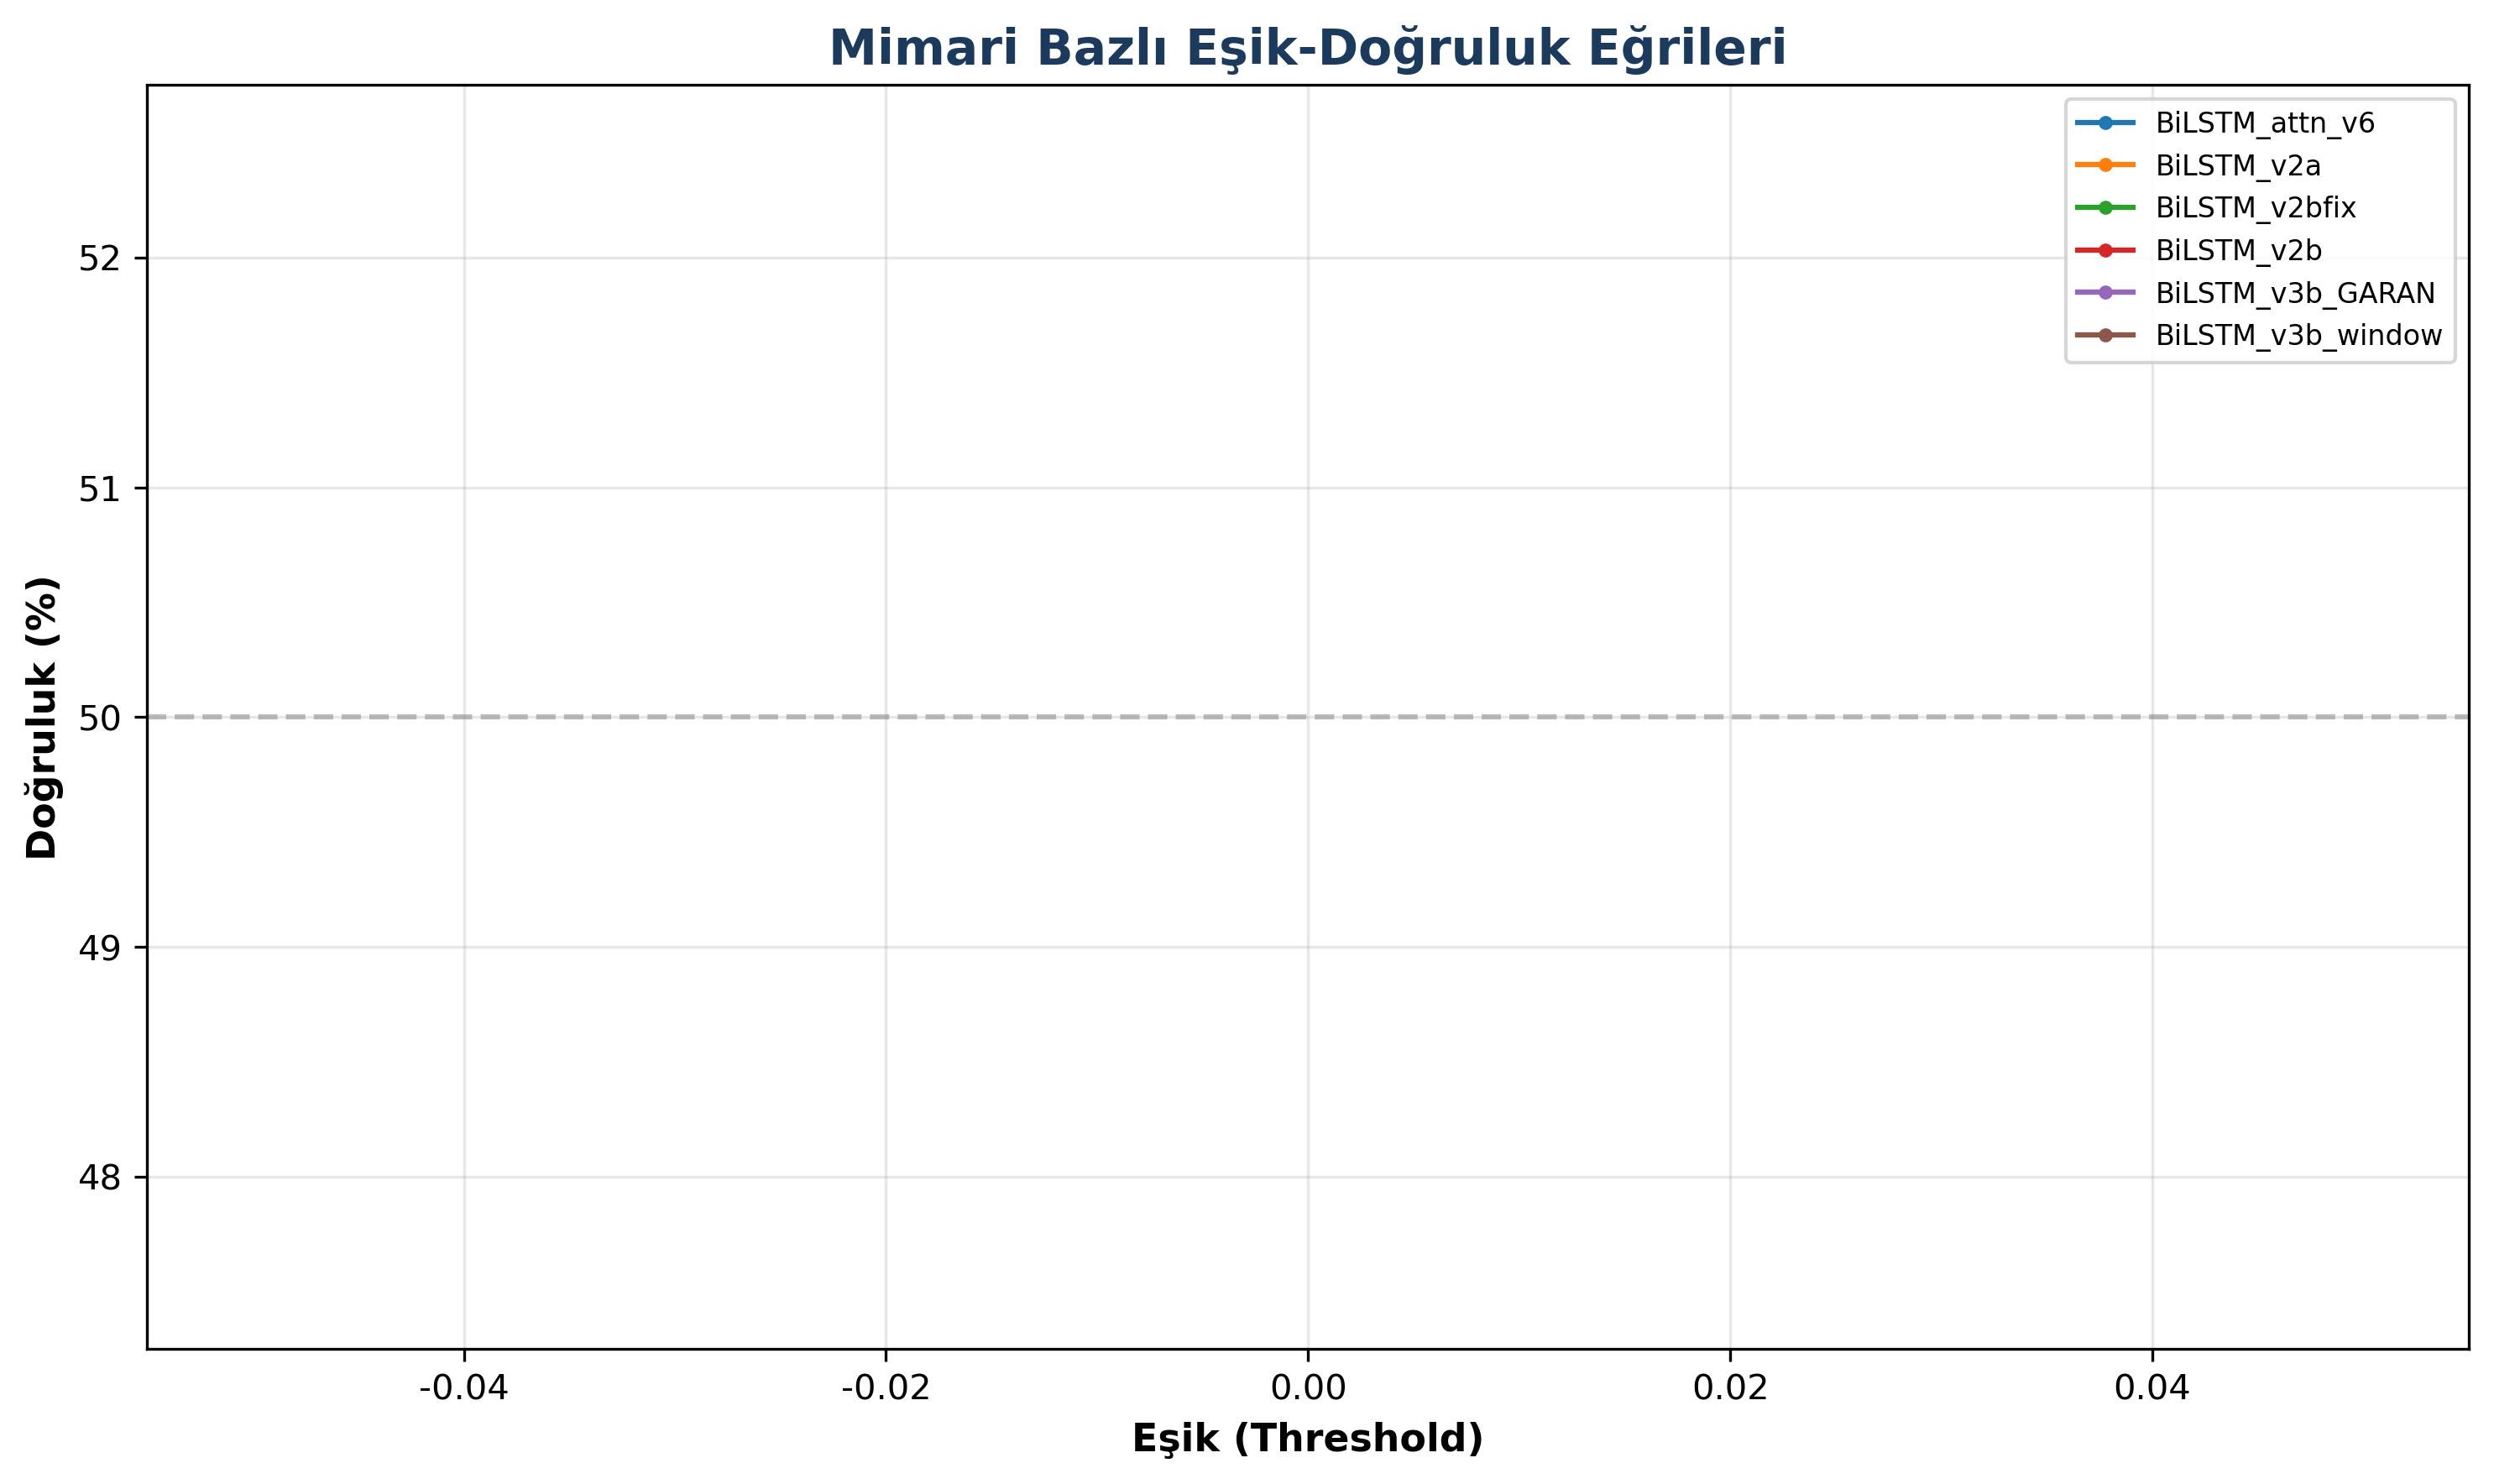 Mimari Bazlı Eşik-Doğruluk Eğrileri
BiLSTM_attn_v6
BiLSTM_v2a
BiLSTM_v2bfix
BiLSTM_v2b
BiLSTM_v3b_GARAN
BiLSTM_v3b_window
Doğruluk (%)
52
51
50
49
48
-0.04
-0.02
0.00
0.02
0.04
Eşik (Threshold)